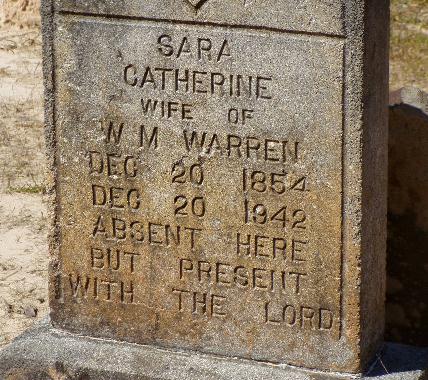 SARA
CATHERINE
WIFE OF
W M WARREN
DEC 20 1854
DEC 20 1942
ABSENT HERE
BUT PRESENT
WITH THE LORD